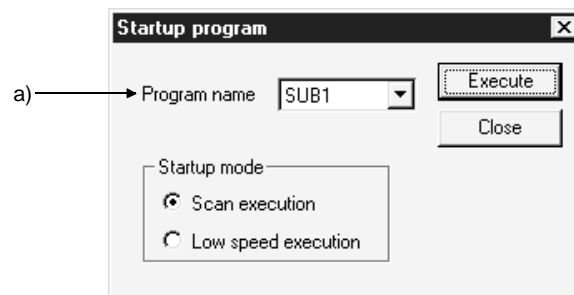 Startup program
a)
Program name
SUB1
Execute
Close
Startup mode
Scan execution
Low speed execution